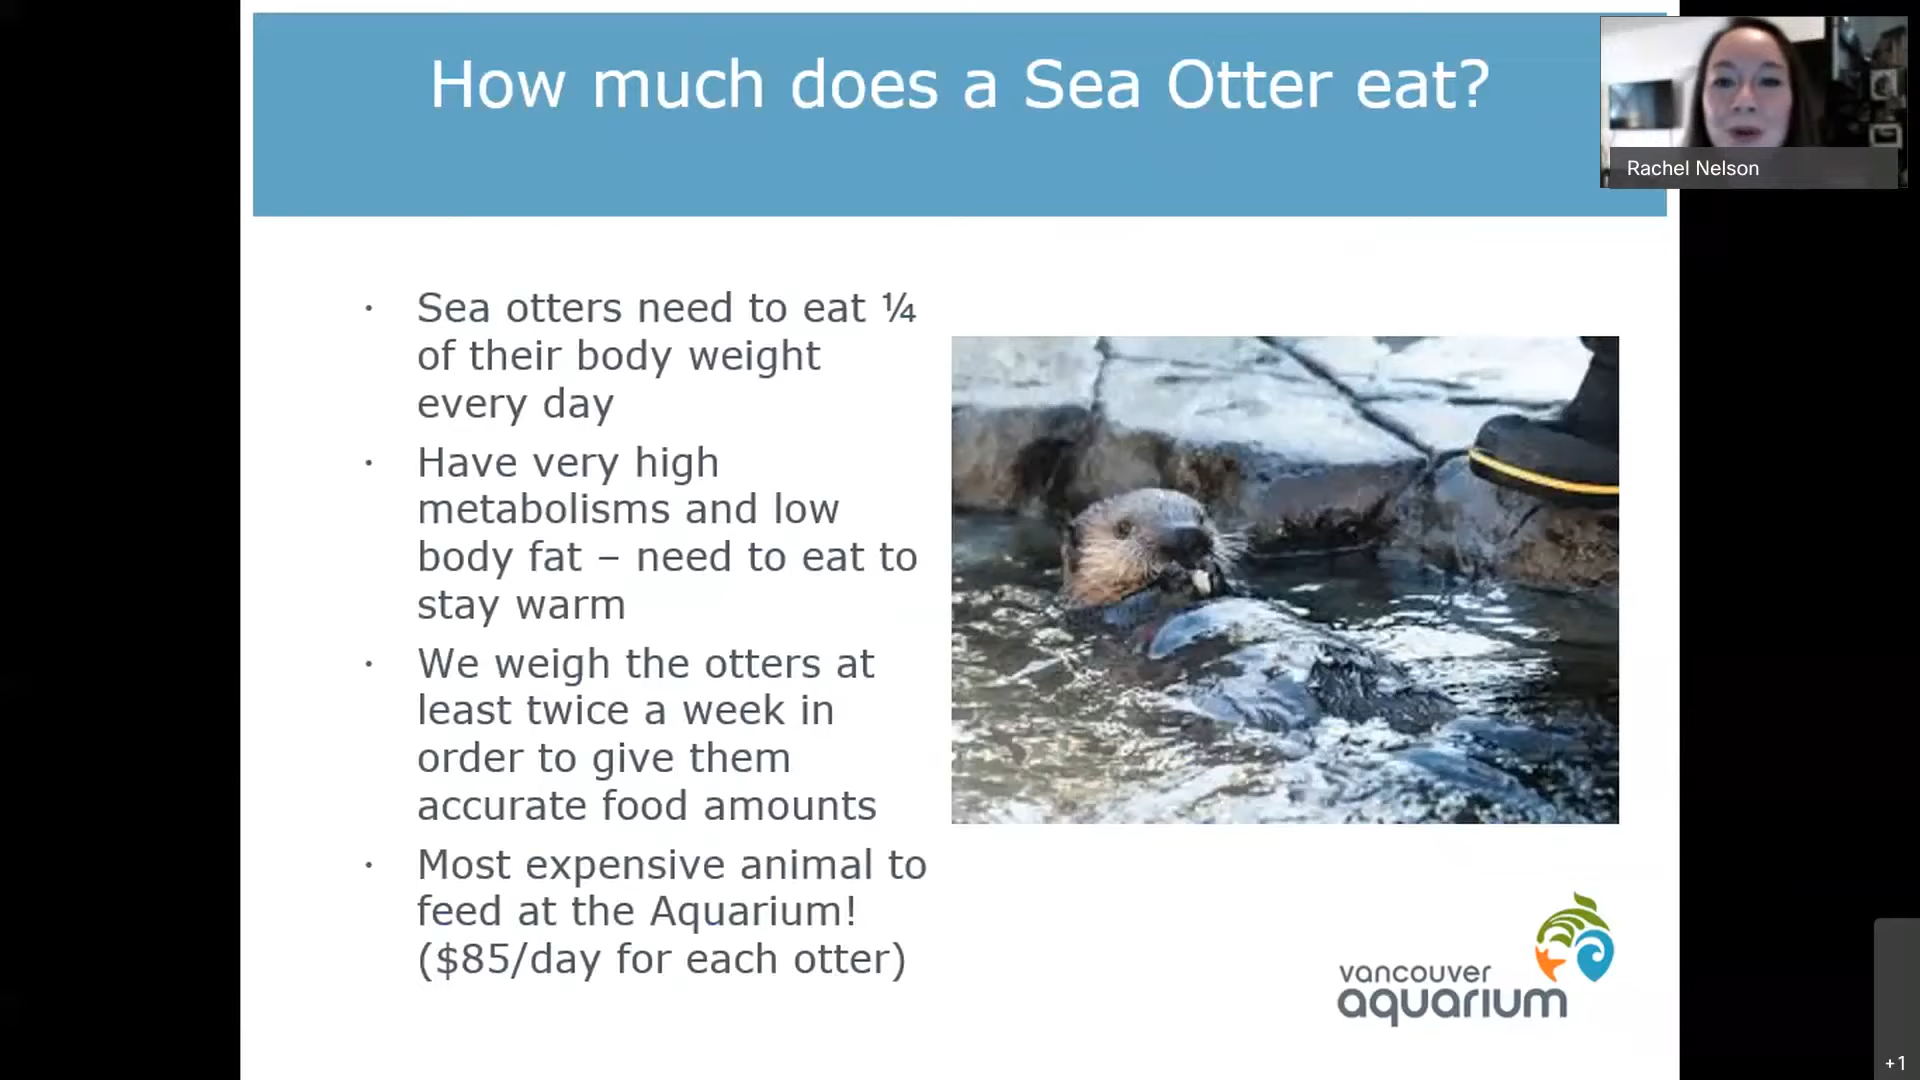 How much does a Sea Otter eat?
Rachel Nelson
· Sea otters need to eat ¼
of their body weight
every day
· Have very high
metabolisms and low
body fat – need to eat to
stay warm
· We weigh the otters at
least twice a week in
order to give them
accurate food amounts
· Most expensive animal to
feed at the Aquarium!
($85/day for each otter)
vancouver
aquarium
+1